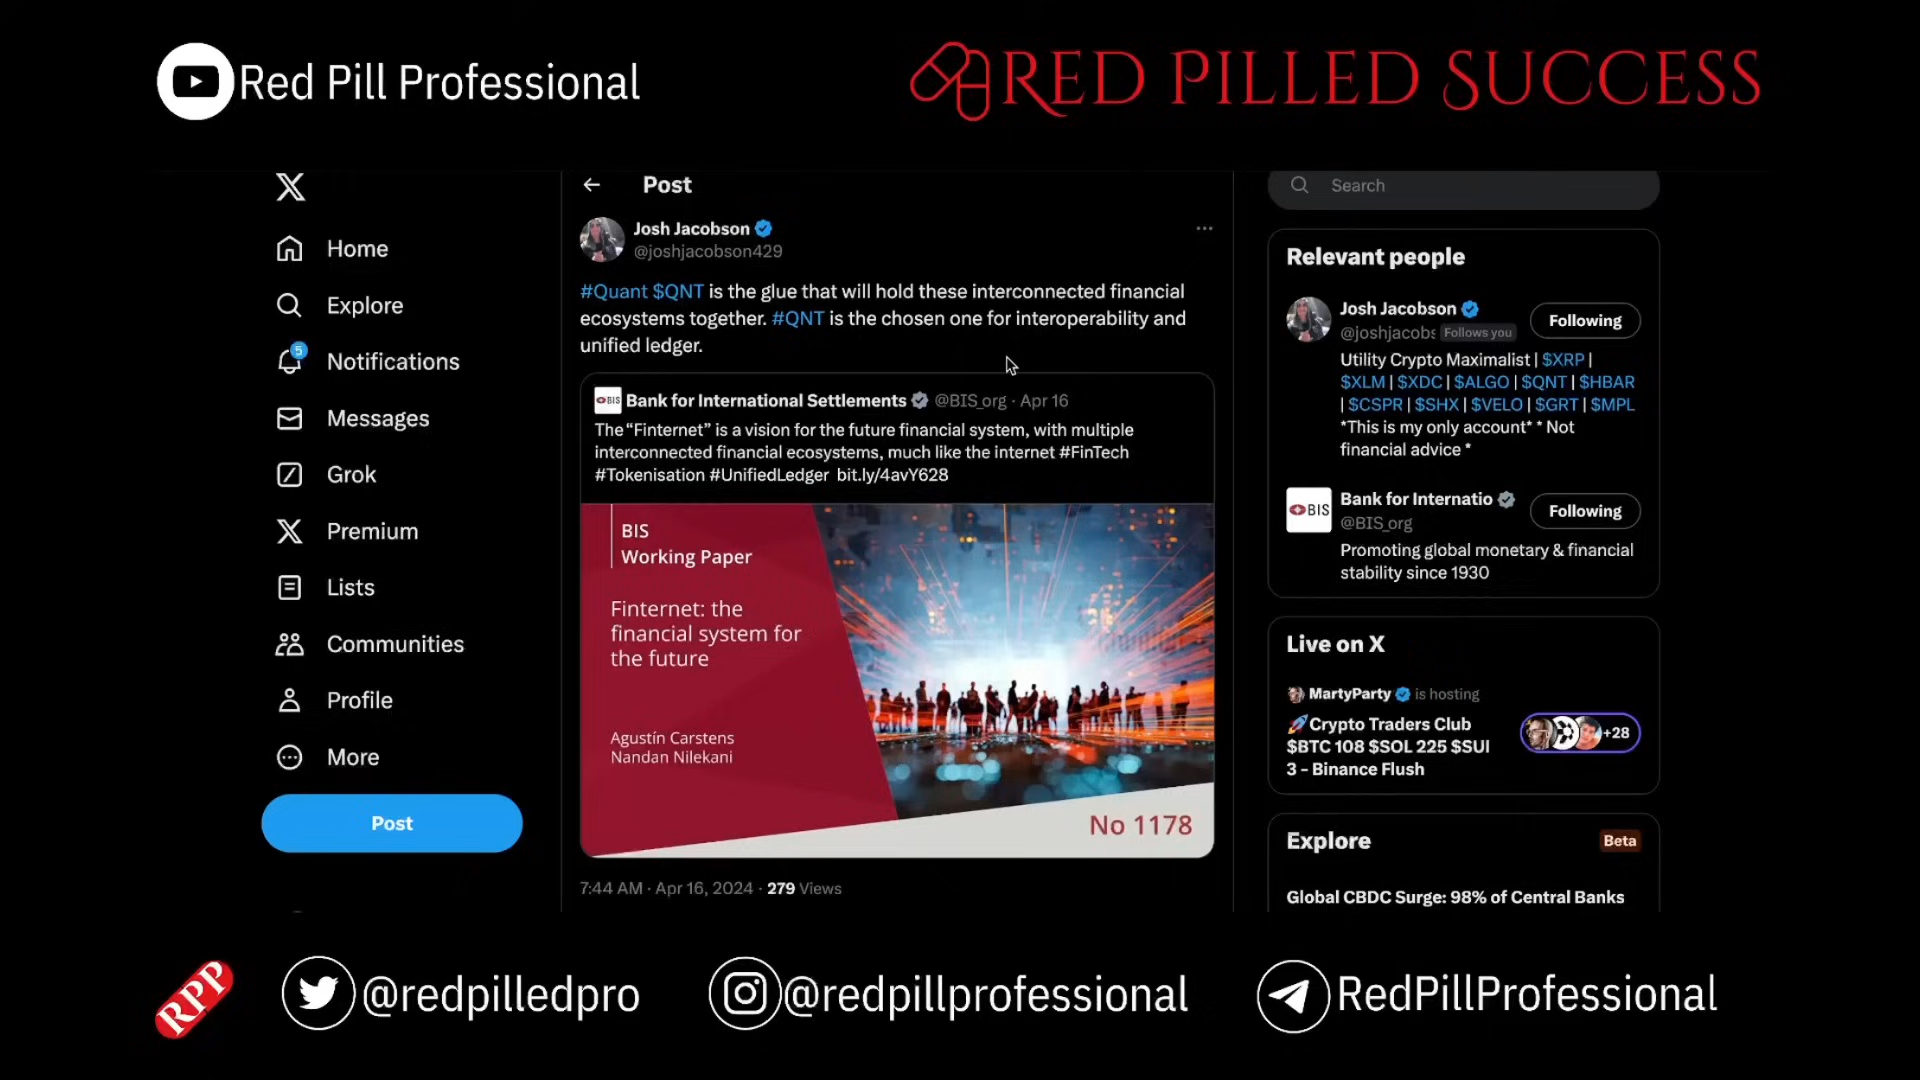 Red Pill Professional
RED PILLED SUCCESS
Home
Explore
5
Notifications
Messages
Grok
Premium
Lists
Communities
Profile
More
Post
Post
Josh Jacobson
@joshjacobson429
#Quant $QNT is the glue that will hold these interconnected financial
ecosystems together. #QNT is the chosen one for interoperability and
unified ledger.
BIS
Bank for International Settlements @BIS_org · Apr 16
The “Finternet” is a vision for the future financial system, with multiple
interconnected financial ecosystems, much like the internet #FinTech
#Tokenisation #UnifiedLedger bit.ly/4avY628
BIS
Working Paper
Finternet: the
financial system for
the future
Agustín Carstens
Nandan Nilekani
No 1178
7:44 AM · Apr 16, 2024 · 279 Views
Search
Relevant people
Josh Jacobson
@joshjacobs Follows you
Following
Utility Crypto Maximalist | $XRP |
$XLM | $XDC | $ALGO | $QNT | $HBAR
| $CSPR | $SHX | $VELO | $GRT | $MPL
*This is my only account* * Not
financial advice *
BIS
Bank for Internatio
@BIS_org
Following
Promoting global monetary & financial
stability since 1930
Live on X
MartyParty is hosting
🚀Crypto Traders Club
$BTC 108 $SOL 225 $SUI
3 - Binance Flush
+28
Explore
Beta
Global CBDC Surge: 98% of Central Banks
RPP
@redpilledpro
@redpillprofessional
RedPillProfessional